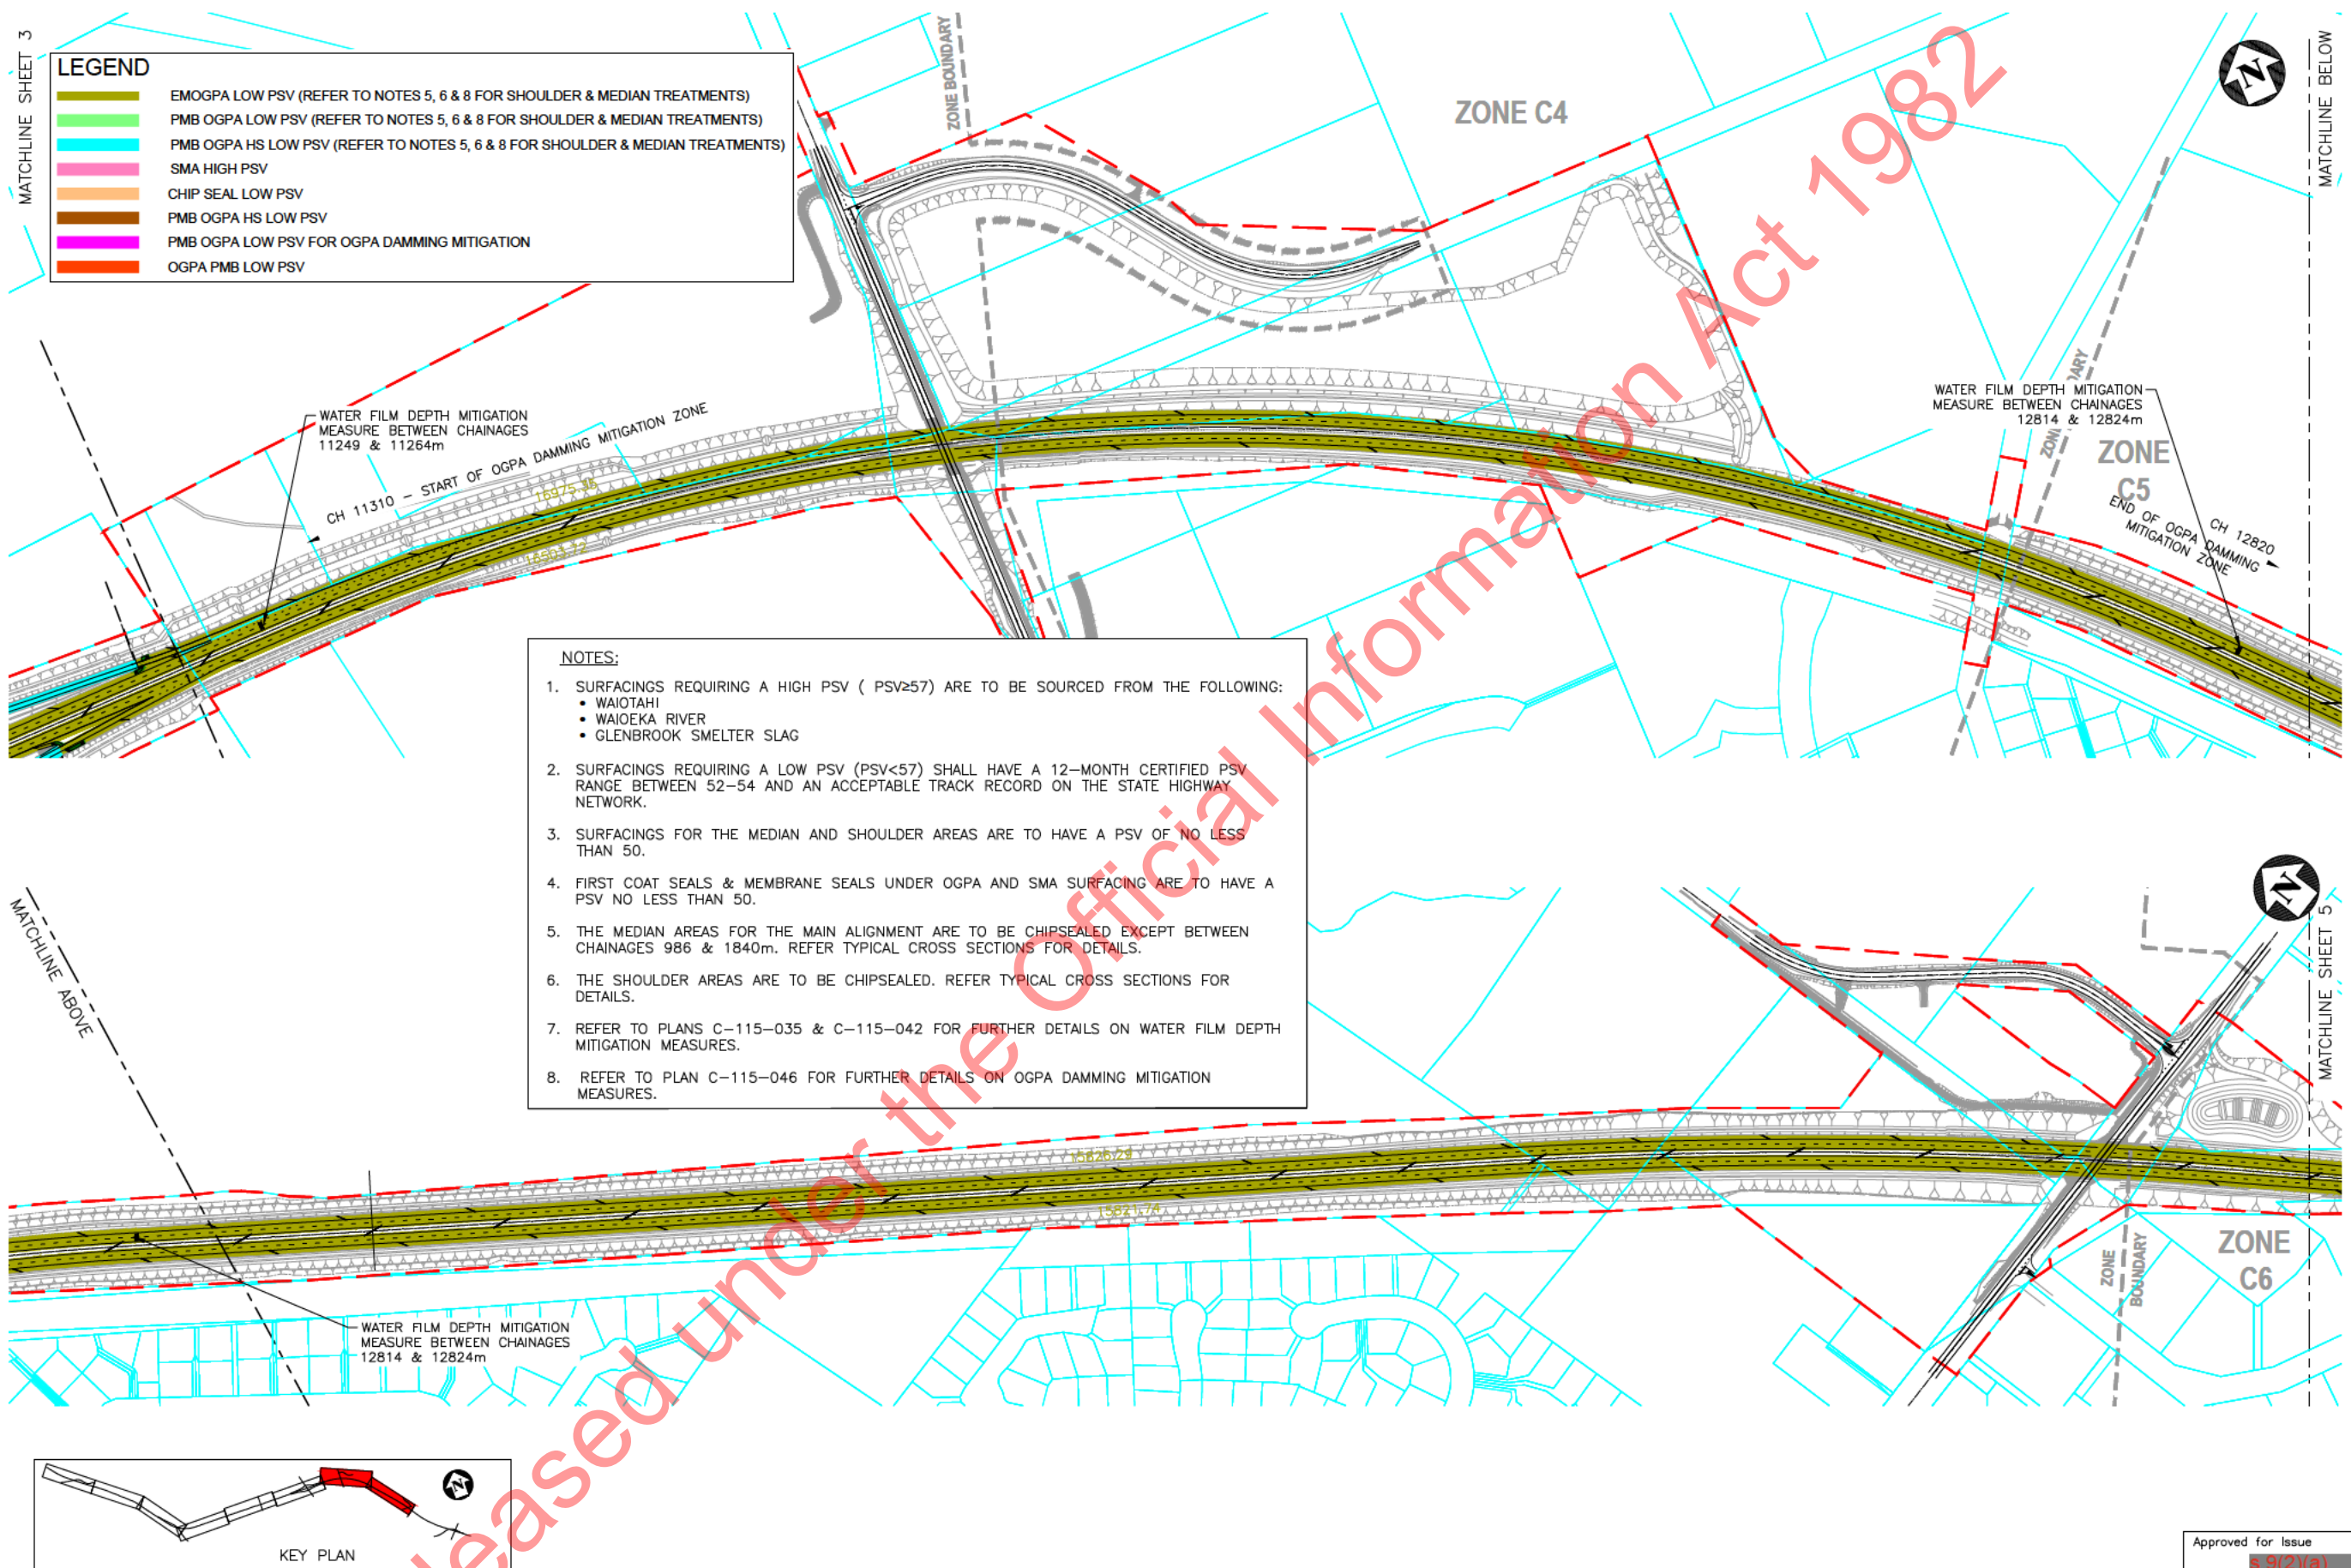 MATCHLINE SHEET 3
LEGEND
EMOGPA LOW PSV (REFER TO NOTES 5, 6 & 8 FOR SHOULDER & MEDIAN TREATMENTS)
PMB OGPA LOW PSV (REFER TO NOTES 5, 6 & 8 FOR SHOULDER & MEDIAN TREATMENTS)
PMB OGPA HS LOW PSV (REFER TO NOTES 5, 6 & 8 FOR SHOULDER & MEDIAN TREATMENTS)
SMA HIGH PSV
CHIP SEAL LOW PSV
PMB OGPA HS LOW PSV
PMB OGPA LOW PSV FOR OGPA DAMMING MITIGATION
OGPA PMB LOW PSV
ZONE BOUNDARY
ZONE C4
N
MATCHLINE BELOW
WATER FILM DEPTH MITIGATION
MEASURE BETWEEN CHAINAGES
11249 & 11264m
CH 11310 – START OF OGPA DAMMING MITIGATION ZONE
16975.45
16503.72
WATER FILM DEPTH MITIGATION
MEASURE BETWEEN CHAINAGES
12814 & 12824m
ZONE
C5
CH 12820
END OF OGPA DAMMING
MITIGATION ZONE
NOTES:
1. SURFACINGS REQUIRING A HIGH PSV ( PSV≥57) ARE TO BE SOURCED FROM THE FOLLOWING:
• WAIOTAHI
• WAIOEKA RIVER
• GLENBROOK SMELTER SLAG
2. SURFACINGS REQUIRING A LOW PSV (PSV<57) SHALL HAVE A 12–MONTH CERTIFIED PSV
RANGE BETWEEN 52–54 AND AN ACCEPTABLE TRACK RECORD ON THE STATE HIGHWAY
NETWORK.
3. SURFACINGS FOR THE MEDIAN AND SHOULDER AREAS ARE TO HAVE A PSV OF NO LESS
THAN 50.
4. FIRST COAT SEALS & MEMBRANE SEALS UNDER OGPA AND SMA SURFACING ARE TO HAVE A
PSV NO LESS THAN 50.
5. THE MEDIAN AREAS FOR THE MAIN ALIGNMENT ARE TO BE CHIPSEALED EXCEPT BETWEEN
CHAINAGES 986 & 1840m. REFER TYPICAL CROSS SECTIONS FOR DETAILS.
6. THE SHOULDER AREAS ARE TO BE CHIPSEALED. REFER TYPICAL CROSS SECTIONS FOR
DETAILS.
7. REFER TO PLANS C–115–035 & C–115–042 FOR FURTHER DETAILS ON WATER FILM DEPTH
MITIGATION MEASURES.
8. REFER TO PLAN C–115–046 FOR FURTHER DETAILS ON OGPA DAMMING MITIGATION
MEASURES.
MATCHLINE ABOVE
N
MATCHLINE SHEET 5
15826.29
15821.74
WATER FILM DEPTH MITIGATION
MEASURE BETWEEN CHAINAGES
12814 & 12824m
ZONE
BOUNDARY
ZONE
C6
N
KEY PLAN
Approved for Issue
s 9(2)(a)
under the Official Information Act 1982